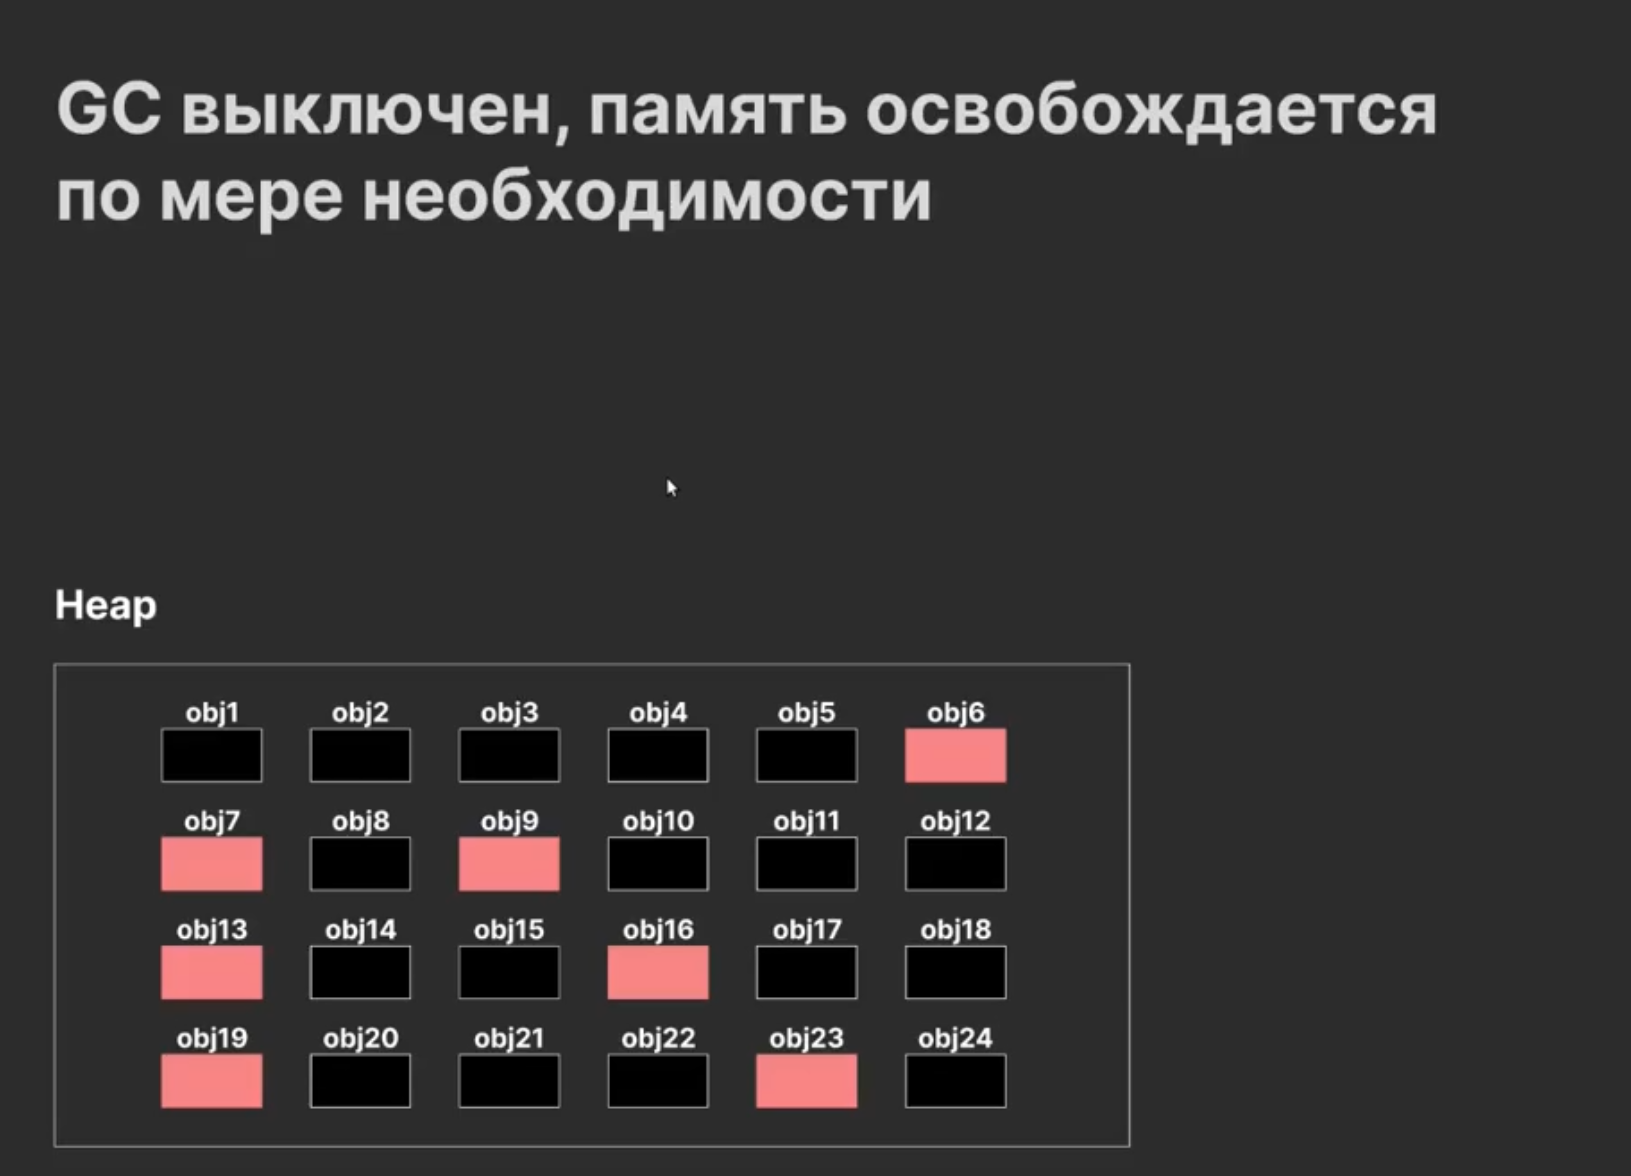 GC выключен, память освобождается
по мере необходимости
Heap
obj1 obj2 obj3 obj4 obj5 obj6
obj7 obj8 obj9 obj10 obj11 obj12
obj13 obj14 obj15 obj16 obj17 obj18
obj19 obj20 obj21 obj22 obj23 obj24